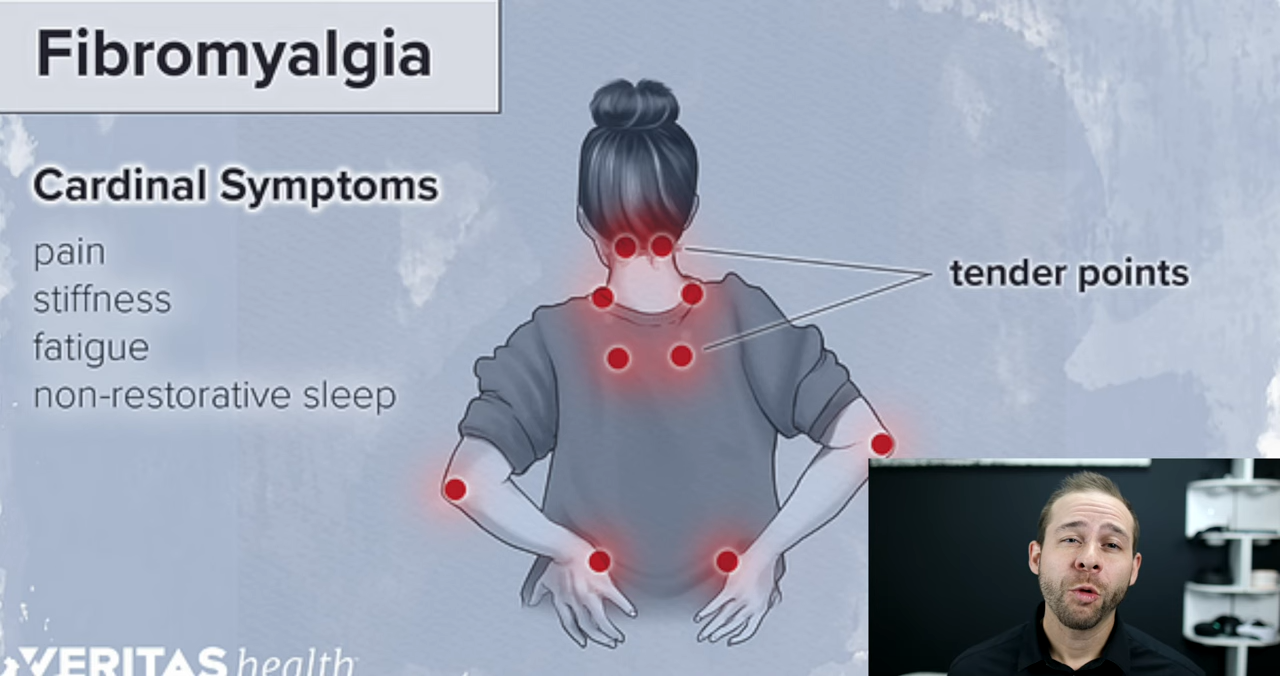 Fibromyalgia
Cardinal Symptoms
pain
stiffness
fatigue
non-restorative sleep
tender points
VERITAS health